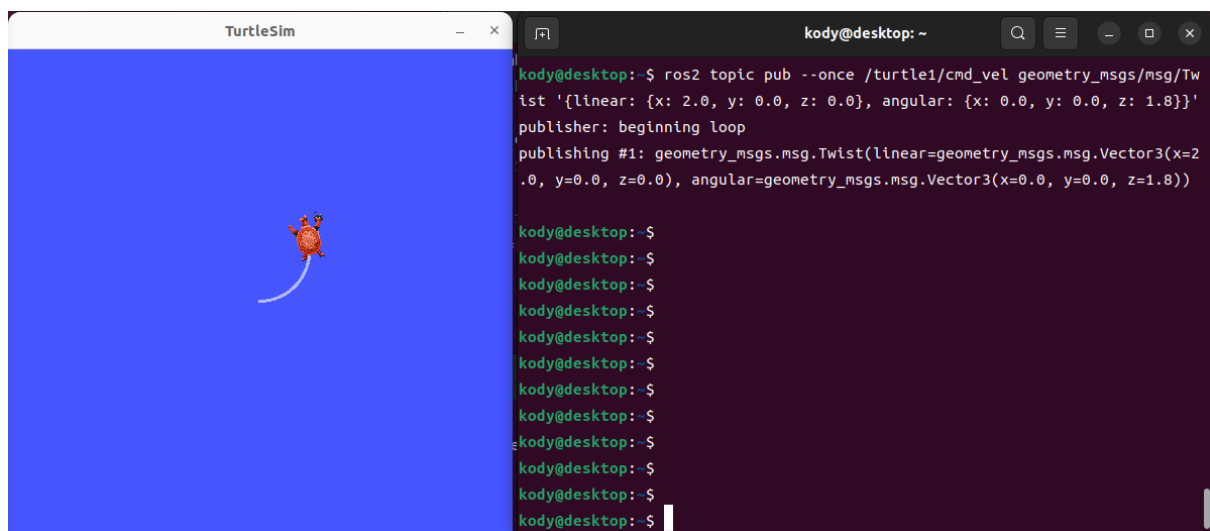 TurtleSim
kody@desktop: ~
kody@desktop:~$ ros2 topic pub --once /turtle1/cmd_vel geometry_msgs/msg/Tw
ist '{linear: {x: 2.0, y: 0.0, z: 0.0}, angular: {x: 0.0, y: 0.0, z: 1.8}}'
publisher: beginning loop
publishing #1: geometry_msgs.msg.Twist(linear=geometry_msgs.msg.Vector3(x=2
.0, y=0.0, z=0.0), angular=geometry_msgs.msg.Vector3(x=0.0, y=0.0, z=1.8))
kody@desktop:~$
kody@desktop:~$
kody@desktop:~$
kody@desktop:~$
kody@desktop:~$
kody@desktop:~$
kody@desktop:~$
kody@desktop:~$
kody@desktop:~$
kody@desktop:~$
kody@desktop:~$
kody@desktop:~$